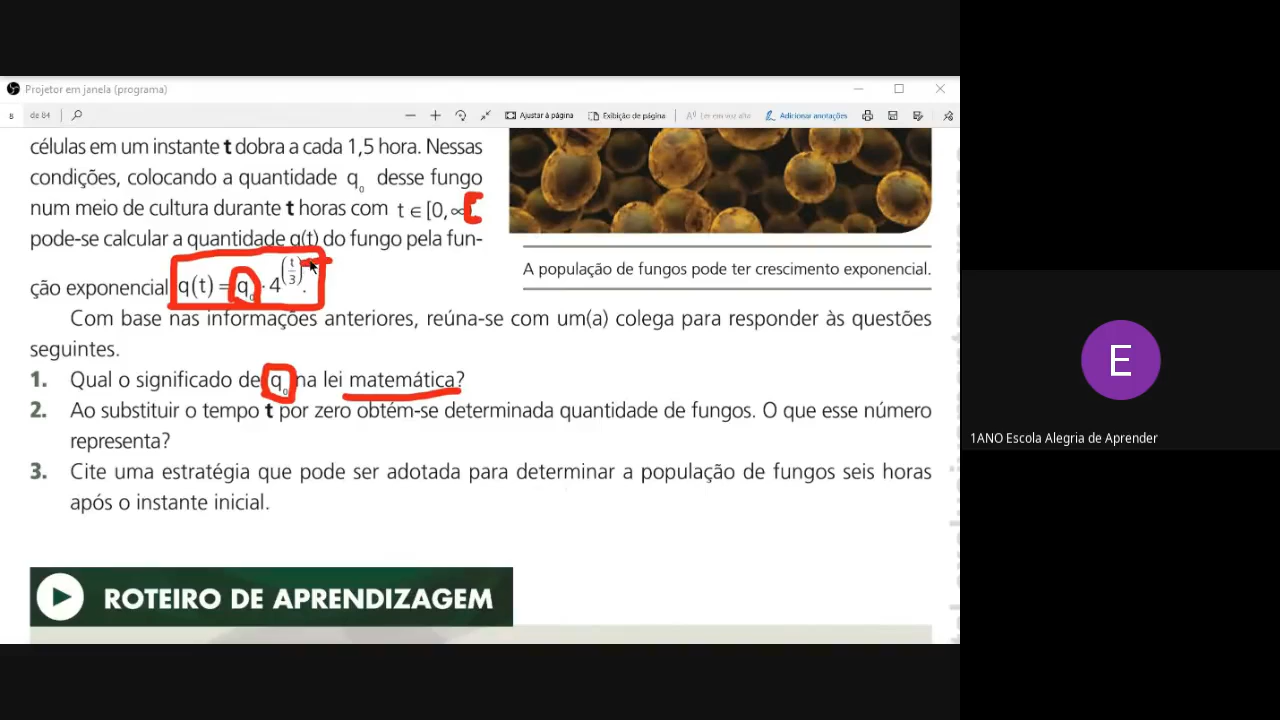 Projetor em janela (programa)
8 de 84
Ajustar à página
Exibição de página
Ler em voz alta
Adicionar anotações
células em um instante t dobra a cada 1,5 hora. Nessas
condições, colocando a quantidade q₀ desse fungo
num meio de cultura durante t horas com t ∈ [0, ∞[
pode-se calcular a quantidade q(t) do fungo pela fun-
ção exponencial q(t) = q₀ · 4^(t/3).
A população de fungos pode ter crescimento exponencial.
Com base nas informações anteriores, reúna-se com um(a) colega para responder às questões
seguintes.
1. Qual o significado de q₀ na lei matemática?
2. Ao substituir o tempo t por zero obtém-se determinada quantidade de fungos. O que esse número
representa?
3. Cite uma estratégia que pode ser adotada para determinar a população de fungos seis horas
após o instante inicial.
ROTEIRO DE APRENDIZAGEM
E
1ANO Escola Alegria de Aprender